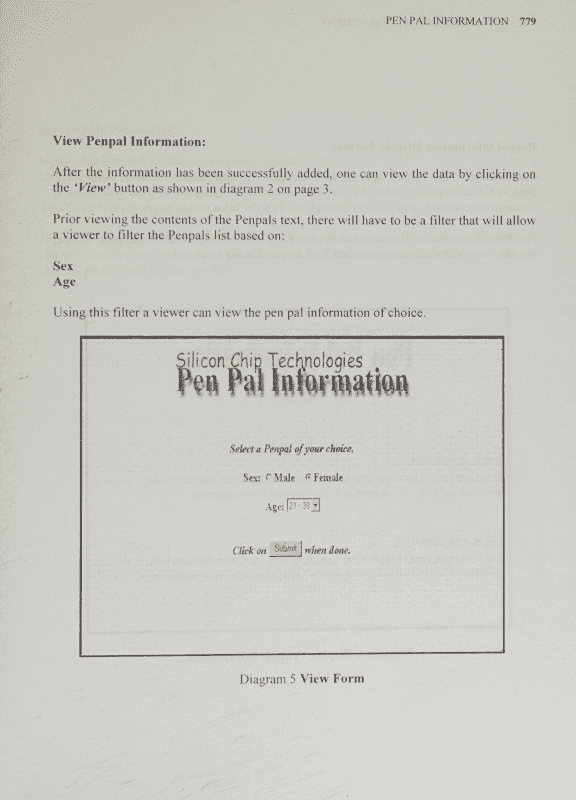 PEN PAL INFORMATION 779
View Penpal Information:
After the information has been successfully added, one can view the data by clicking on
the ‘View’ button as shown in diagram 2 on page 3.
Prior viewing the contents of the Penpals text, there will have to be a filter that will allow
a viewer to filter the Penpals list based on:
Sex
Age
Using this filter a viewer can view the pen pal information of choice.
Silicon Chip Technologies
Pen Pal Information
Select a Penpal of your choice.
Sex: Male Female
Age: 21 - 30
Click on Submit when done.
Diagram 5 View Form